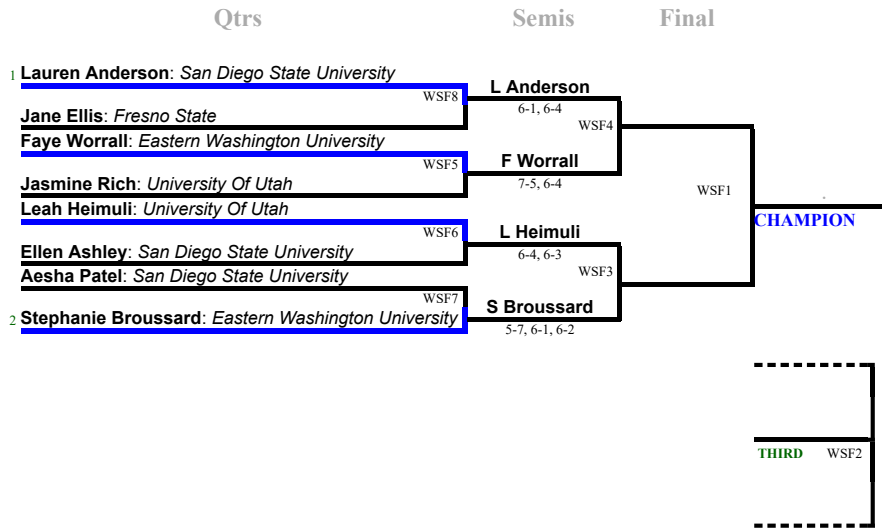 Qtrs Semis Final
1 Lauren Anderson: San Diego State University
L Anderson
WSF8
6-1, 6-4
Jane Ellis: Fresno State
WSF4
Faye Worrall: Eastern Washington University
F Worrall
WSF5
7-5, 6-4
Jasmine Rich: University Of Utah
WSF1
Leah Heimuli: University Of Utah
CHAMPION
WSF6
L Heimuli
6-4, 6-3
Ellen Ashley: San Diego State University
WSF3
Aesha Patel: San Diego State University
WSF7
S Broussard
2 Stephanie Broussard: Eastern Washington University
5-7, 6-1, 6-2
THIRD WSF2